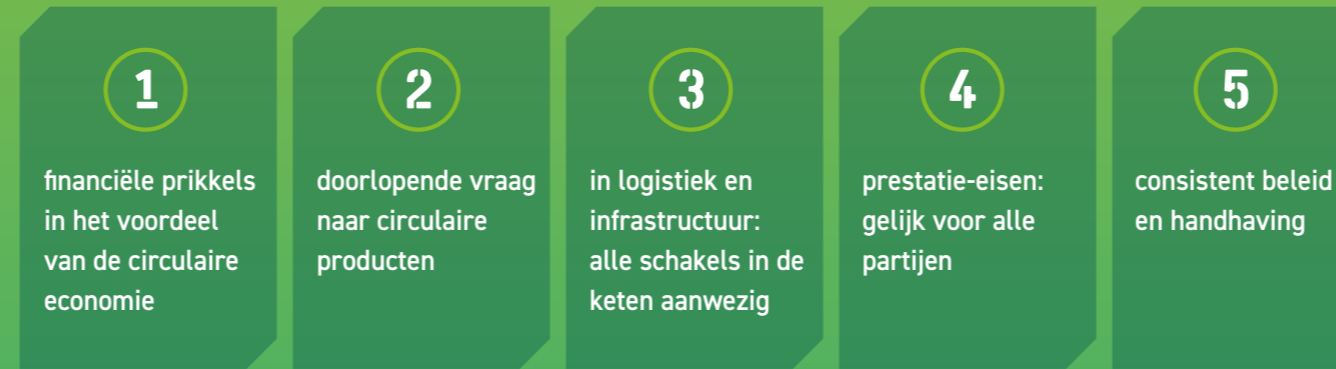 1
financiële prikkels
in het voordeel
van de circulaire
economie
2
doorlopende vraag
naar circulaire
producten
3
in logistiek en
infrastructuur:
alle schakels in de
keten aanwezig
4
prestatie-eisen:
gelijk voor alle
partijen
5
consistent beleid
en handhaving